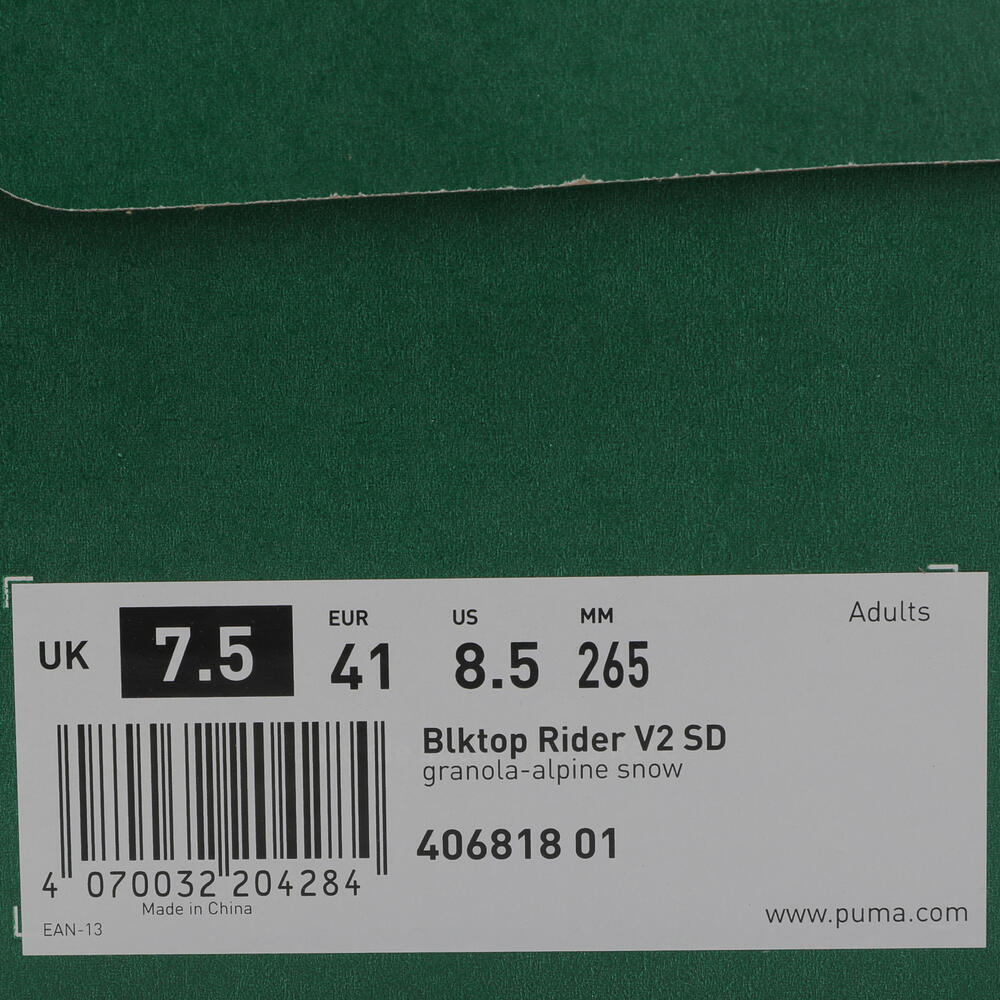 UK 7.5
EUR US MM
41 8.5 265
Adults
Blktop Rider V2 SD
granola-alpine snow
406818 01
4 070032 204284
Made in China
EAN-13
www.puma.com